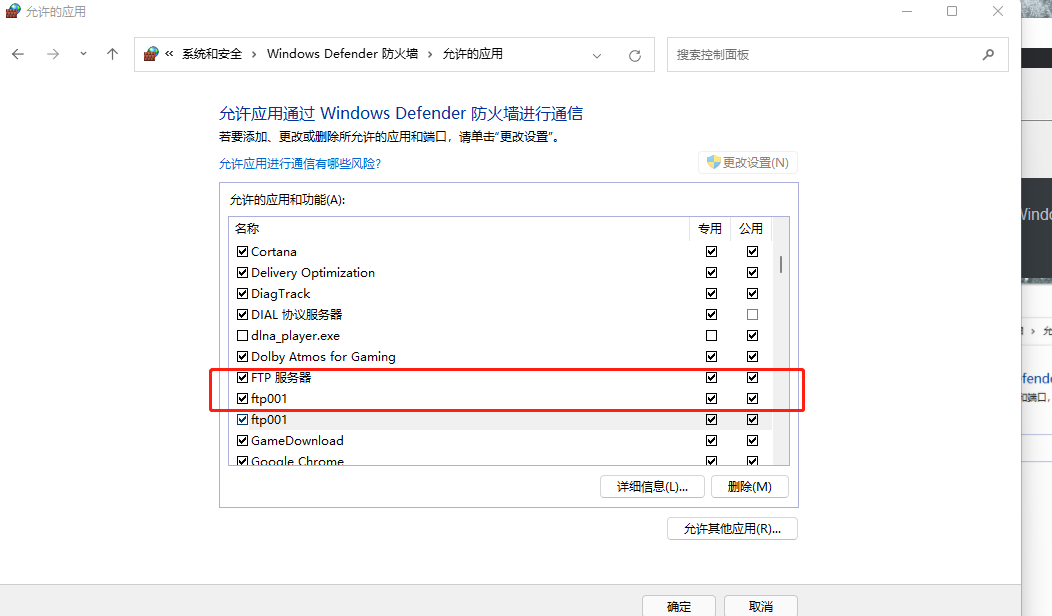 允许的应用
« 系统和安全 › Windows Defender 防火墙 › 允许的应用
搜索控制面板
允许应用通过 Windows Defender 防火墙进行通信
若要添加、更改或删除所允许的应用和端口，请单击“更改设置”。
允许应用进行通信有哪些风险?
更改设置(N)
允许的应用和功能(A):
名称 专用 公用
Cortana
Delivery Optimization
DiagTrack
DIAL 协议服务器
dlna_player.exe
Dolby Atmos for Gaming
FTP 服务器
ftp001
ftp001
GameDownload
Google Chrome
详细信息(L)...
删除(M)
允许其他应用(R)...
确定
取消